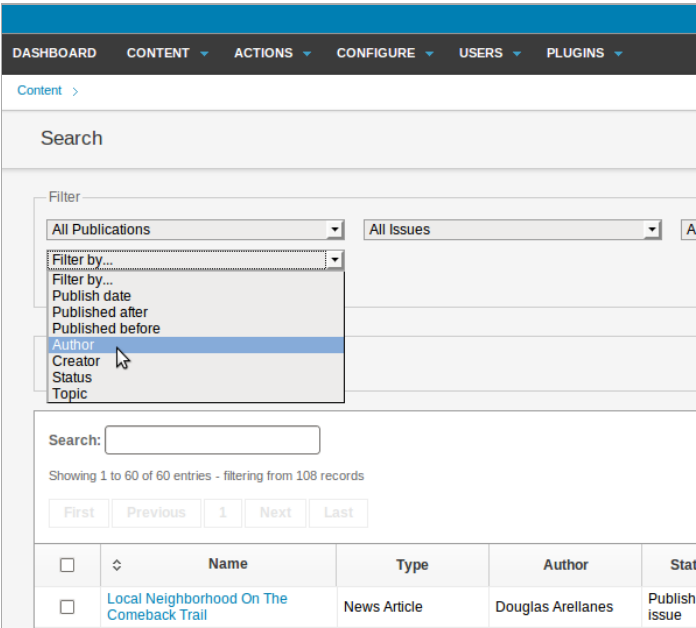 DASHBOARD CONTENT ACTIONS CONFIGURE USERS PLUGINS
Content >
Search
Filter
All Publications All Issues A
Filter by...
Filter by...
Publish date
Published after
Published before
Author
Creator
Status
Topic
Search:
Showing 1 to 60 of 60 entries - filtering from 108 records
First Previous 1 Next Last
Name Type Author Stat
Local Neighborhood On The Comeback Trail News Article Douglas Arellanes Publish issue